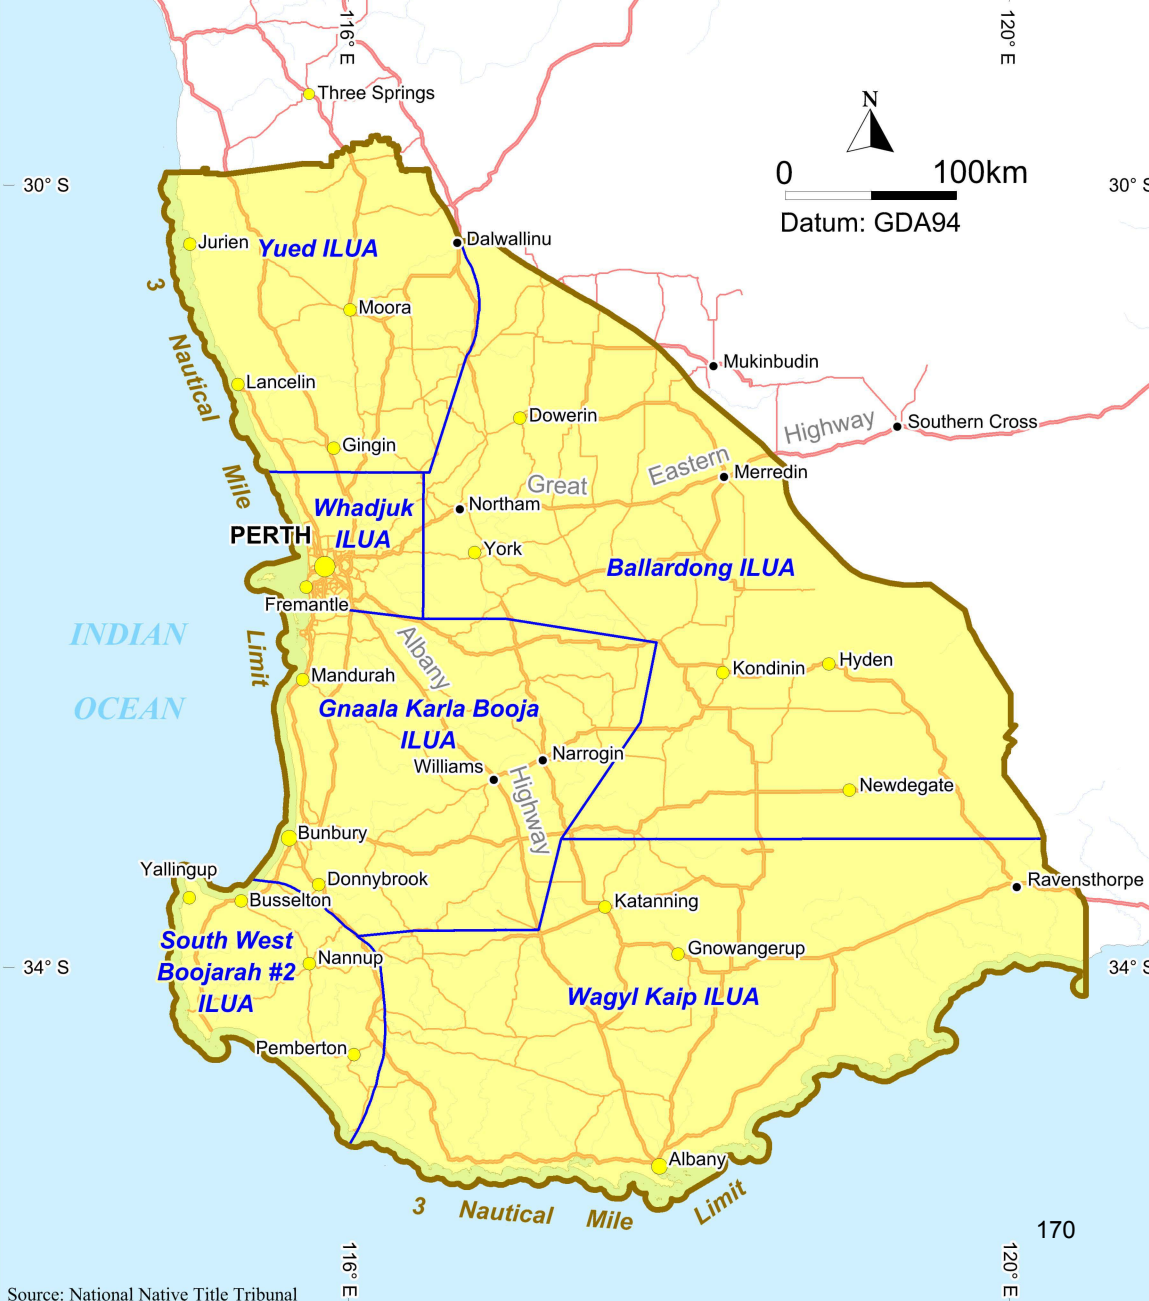 116° E
120° E
Three Springs
N
0 100km
30° S
30° S
Datum: GDA94
Jurien
Yued ILUA
Dalwallinu
3 Nautical Mile Limit
Moora
Mukinbudin
Lancelin
Dowerin
Southern Cross
Great Eastern Highway
Gingin
Merredin
Whadjuk
ILUA
Northam
PERTH
York
Ballardong ILUA
Fremantle
INDIAN
OCEAN
Albany Highway
Kondinin
Hyden
Mandurah
Gnaala Karla Booja
ILUA
Narrogin
Williams
Newdegate
Bunbury
Yallingup
Donnybrook
Busselton
Katanning
Ravensthorpe
South West
Boojarah #2
ILUA
Nannup
Gnowangerup
34° S
34° S
Wagyl Kaip ILUA
Pemberton
Albany
3 Nautical Mile Limit
170
116° E
120° E
Source: National Native Title Tribunal